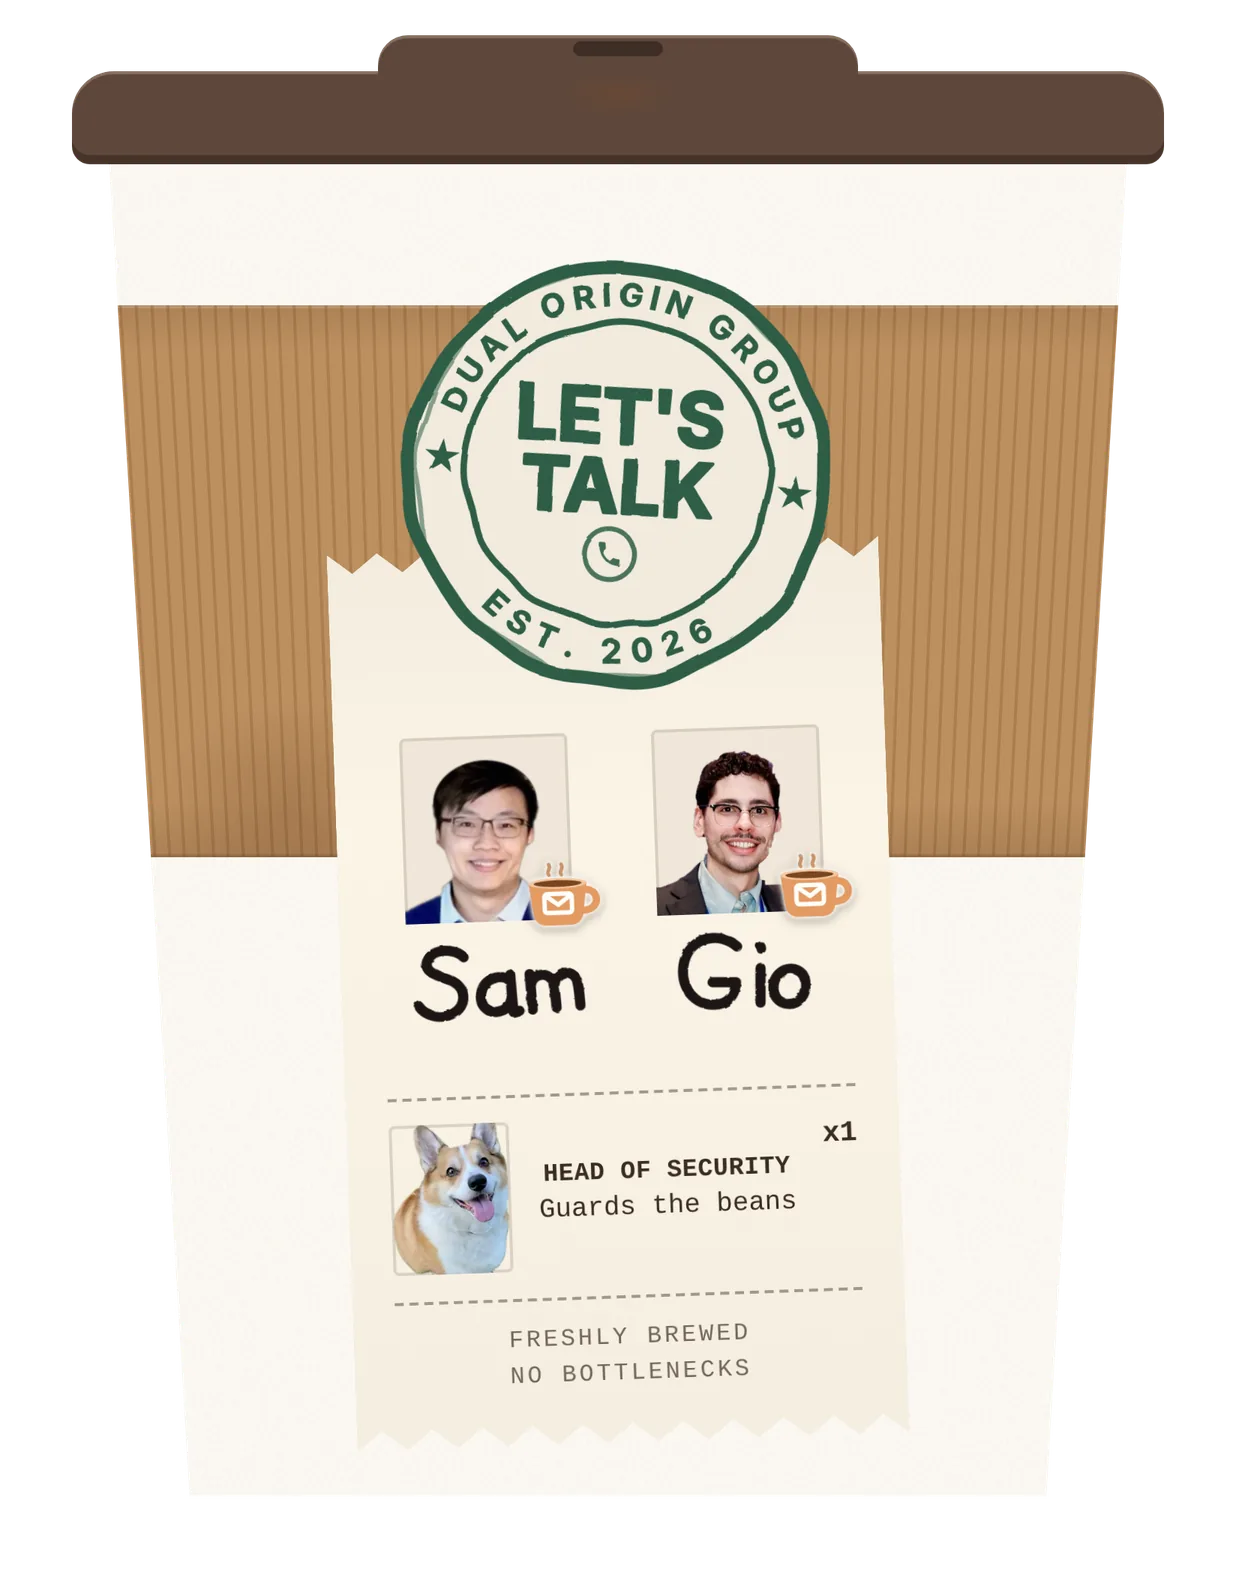 DUAL ORIGIN GROUP
LET'S
TALK
EST. 2026
Sam
Gio
x1
HEAD OF SECURITY
Guards the beans
FRESHLY BREWED
NO BOTTLENECKS